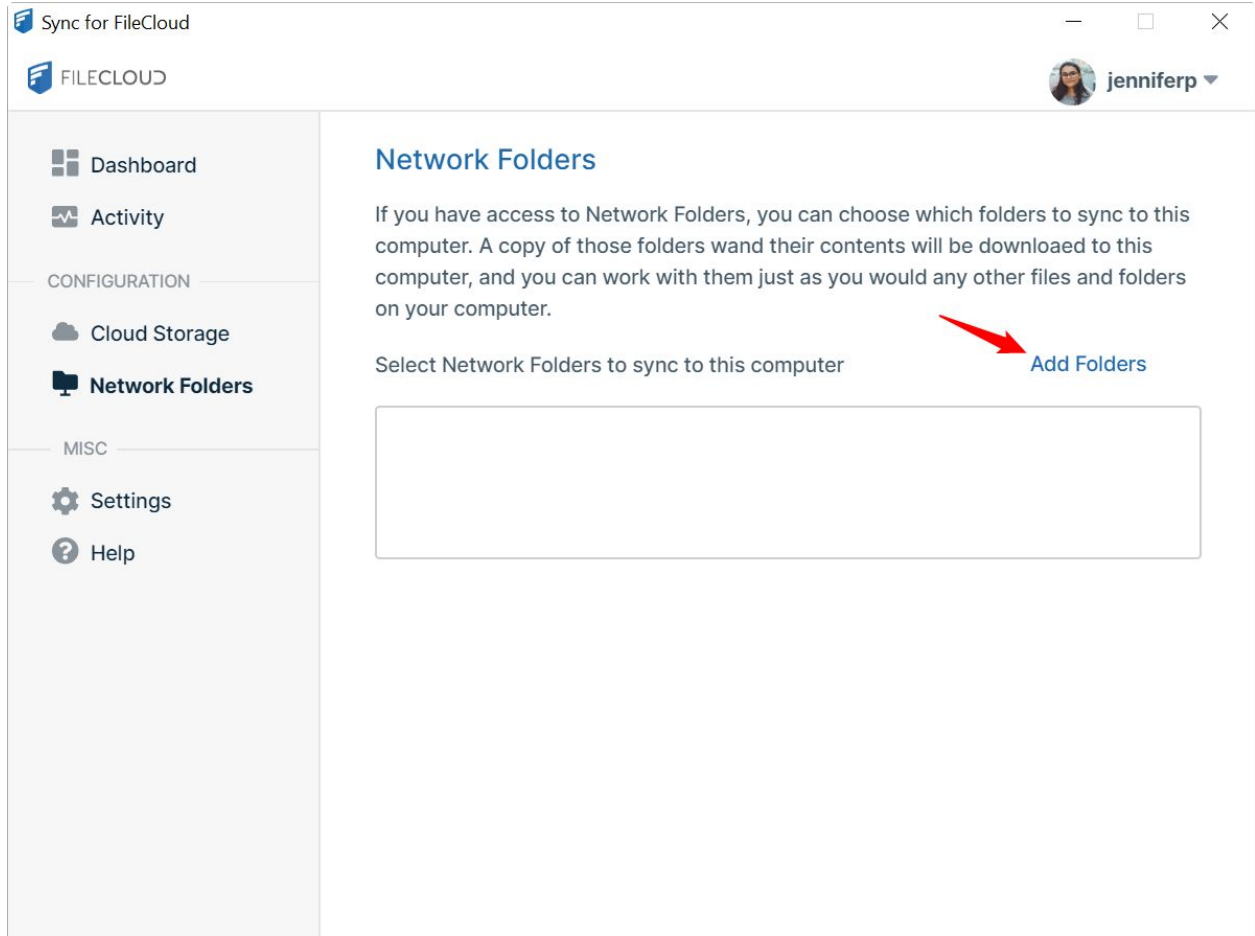 Sync for FileCloud
FILECLOUD
jenniferp
Dashboard
Activity
CONFIGURATION
Cloud Storage
Network Folders
MISC
Settings
Help
Network Folders
If you have access to Network Folders, you can choose which folders to sync to this
computer. A copy of those folders wand their contents will be downloaed to this
computer, and you can work with them just as you would any other files and folders
on your computer.
Select Network Folders to sync to this computer
Add Folders